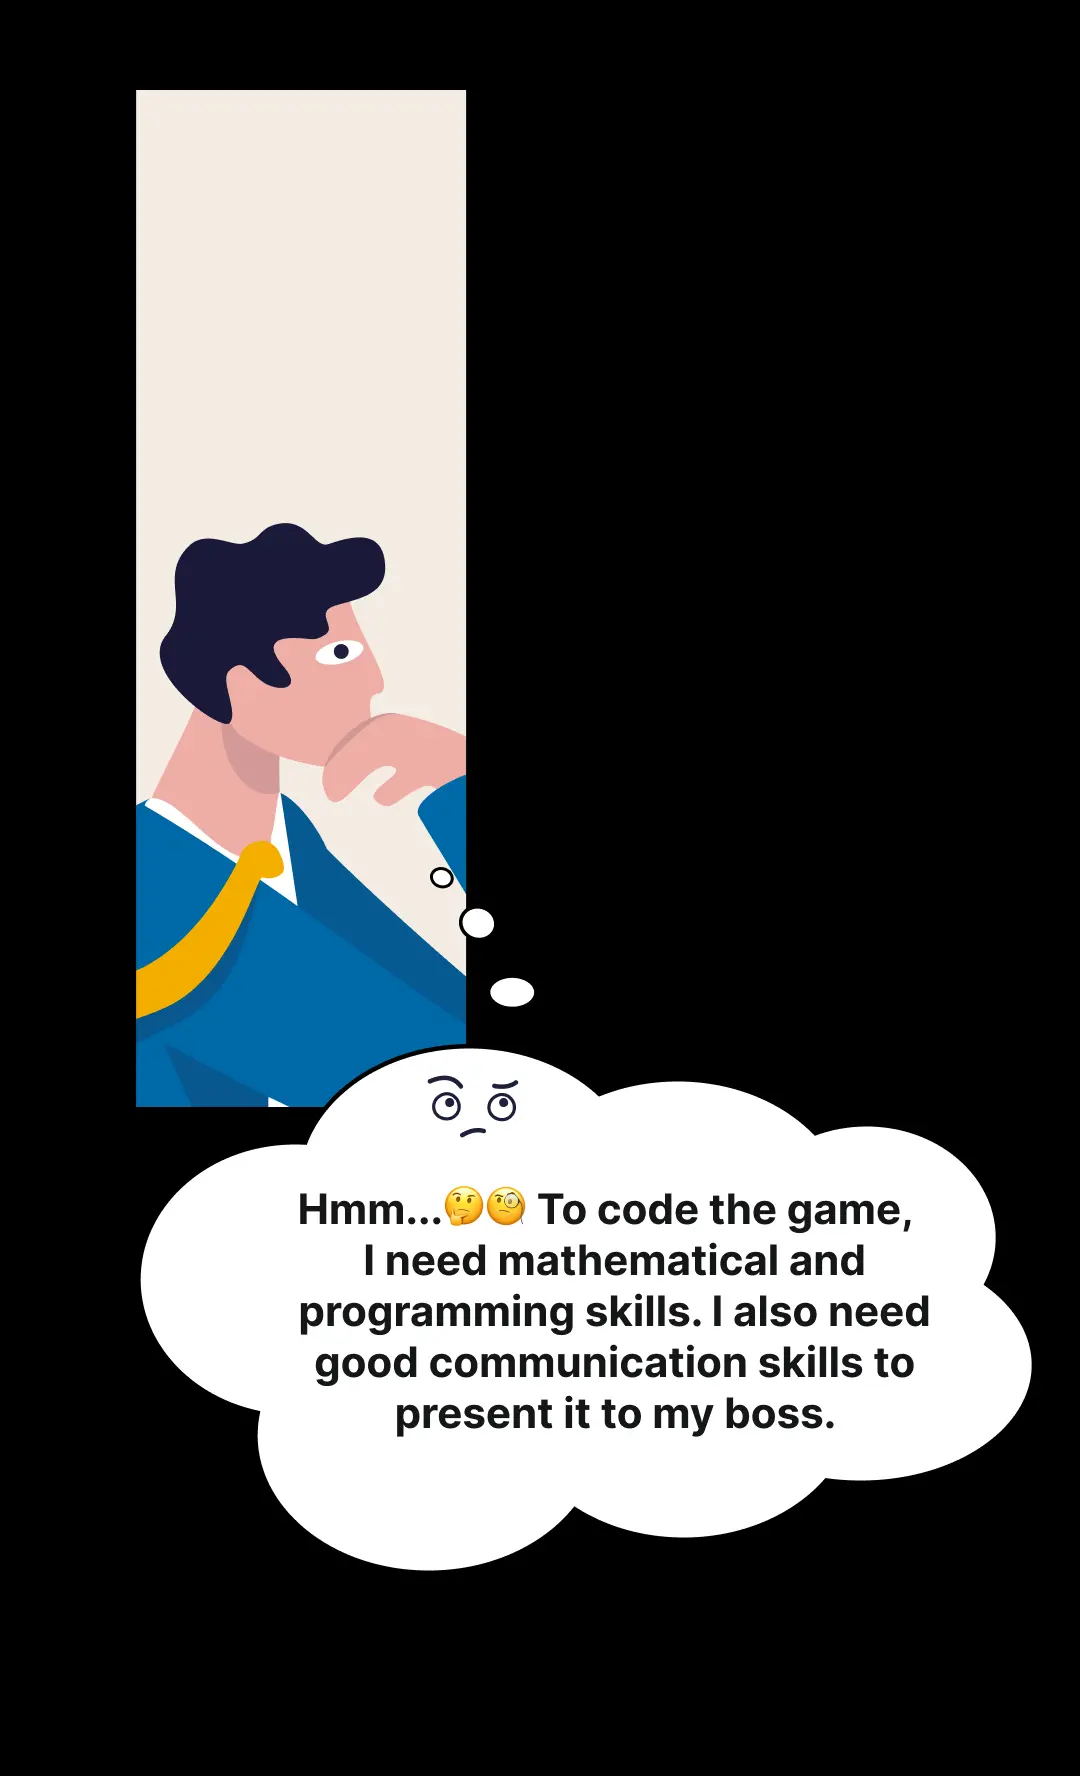 Hmm...🤔🧐 To code the game,
I need mathematical and
programming skills. I also need
good communication skills to
present it to my boss.